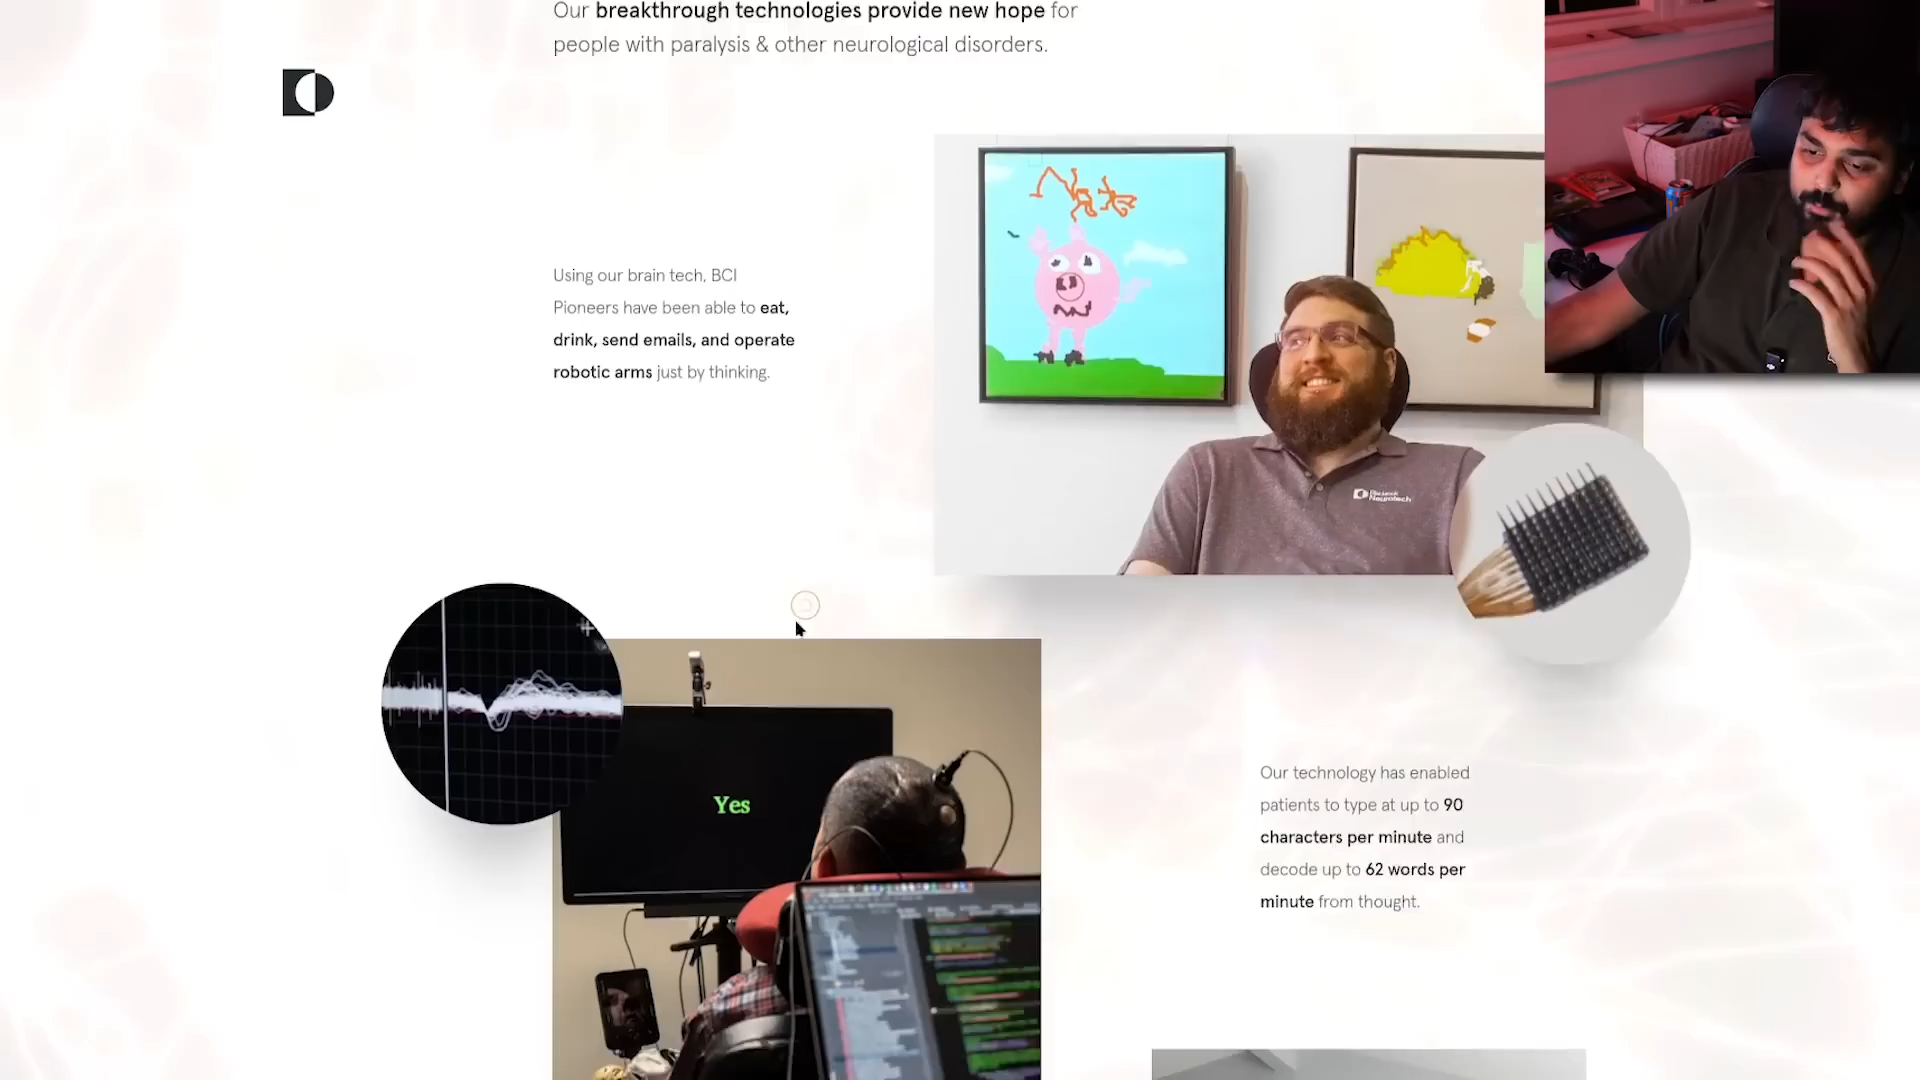 Our breakthrough technologies provide new hope for
people with paralysis & other neurological disorders.
Using our brain tech, BCI
Pioneers have been able to eat,
drink, send emails, and operate
robotic arms just by thinking.
Blackrock
Neurotech
Yes
Our technology has enabled
patients to type at up to 90
characters per minute and
decode up to 62 words per
minute from thought.